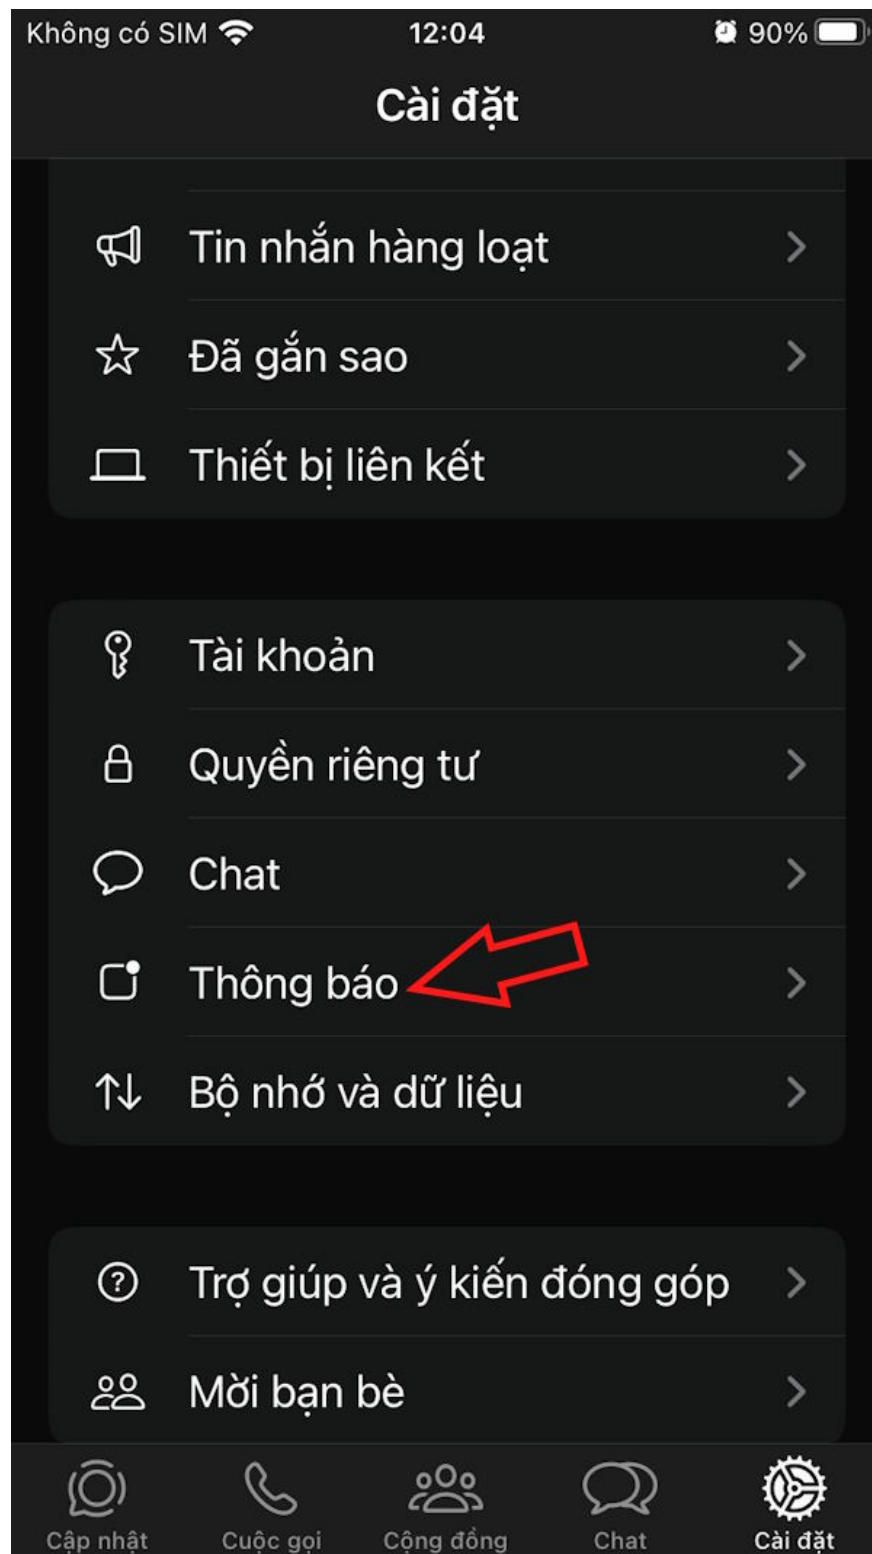 Không có SIM 12:04 90%
Cài đặt
Tin nhắn hàng loạt
Đã gắn sao
Thiết bị liên kết
Tài khoản
Quyền riêng tư
Chat
Thông báo
Bộ nhớ và dữ liệu
Trợ giúp và ý kiến đóng góp
Mời bạn bè
Cập nhật Cuộc gọi Cộng đồng Chat Cài đặt